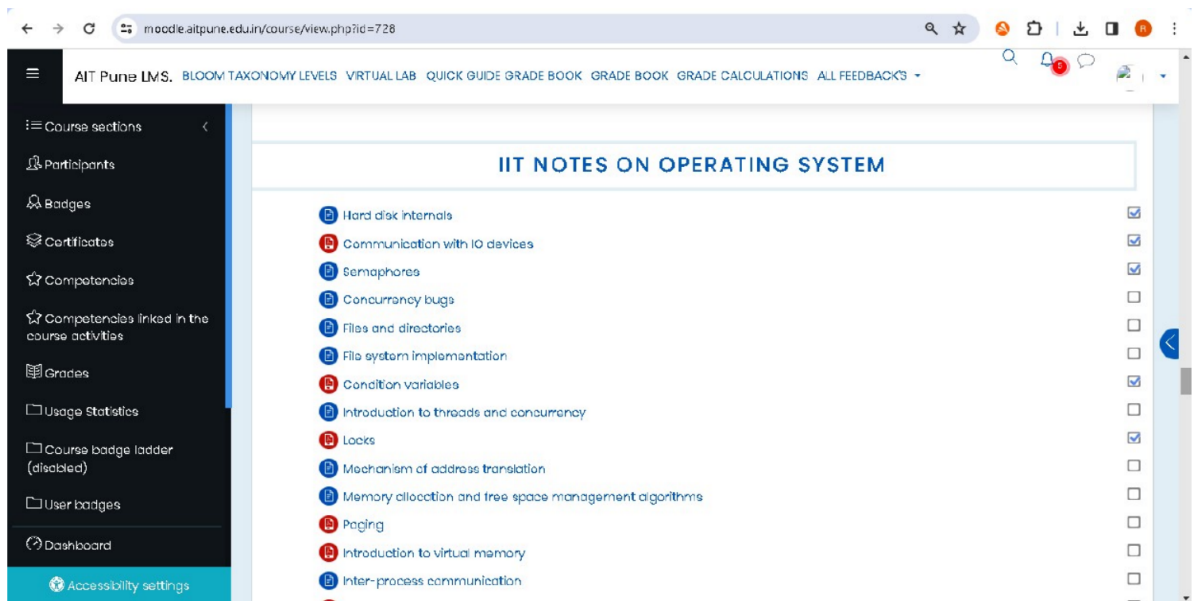 moodle.aitpune.edu.in/course/view.php?id=728
R
AIT Pune LMS. BLOOM TAXONOMY LEVELS VIRTUAL LAB QUICK GUIDE GRADE BOOK GRADE BOOK GRADE CALCULATIONS ALL FEEDBACK'S
Course sections
Participants
Badges
Certificates
Competencies
Competencies linked in the
course activities
Grades
Usage Statistics
Course badge ladder
(disabled)
User badges
Dashboard
Accessibility settings
IIT NOTES ON OPERATING SYSTEM
Hard disk internals
Communication with IO devices
Semaphores
Concurrency bugs
Files and directories
File system implementation
Condition variables
Introduction to threads and concurrency
Locks
Mechanism of address translation
Memory allocation and free space management algorithms
Paging
Introduction to virtual memory
Inter-process communication